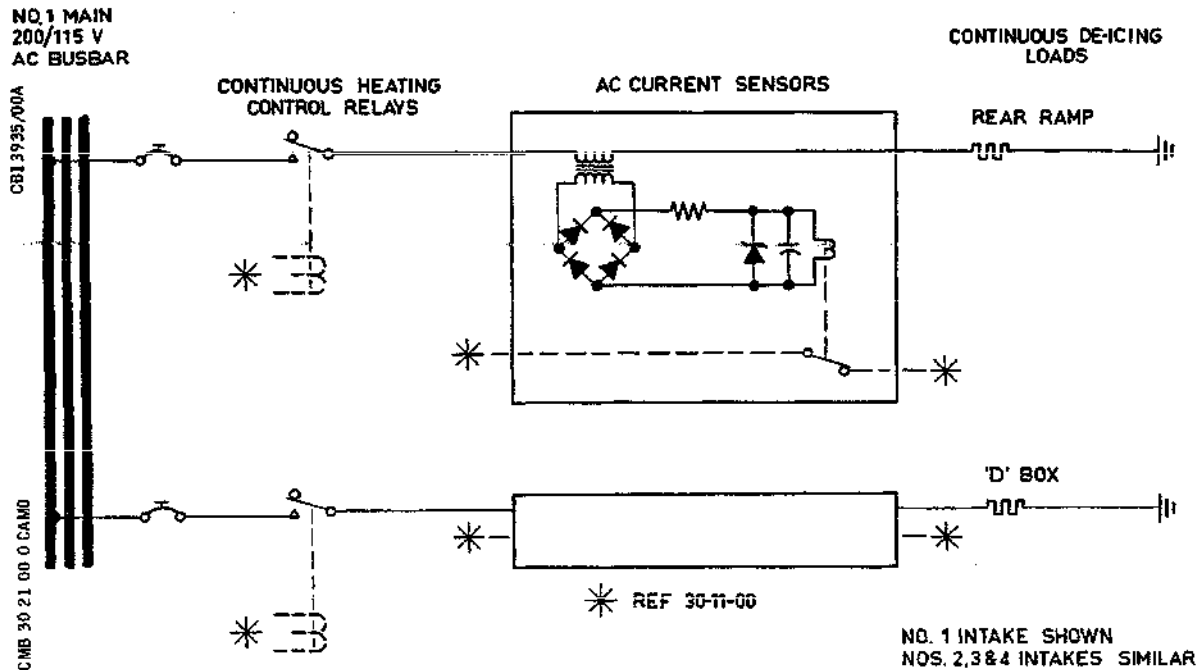 NO.1 MAIN
200/115 V
AC BUSBAR
CONTINUOUS DE-ICING
LOADS
CONTINUOUS HEATING
CONTROL RELAYS
AC CURRENT SENSORS
REAR RAMP
CB13935/00A
'D' BOX
REF 30-11-00
CMB 30 21 00 0 CAM0
NO. 1 INTAKE SHOWN
NOS. 2,3&4 INTAKES SIMILAR